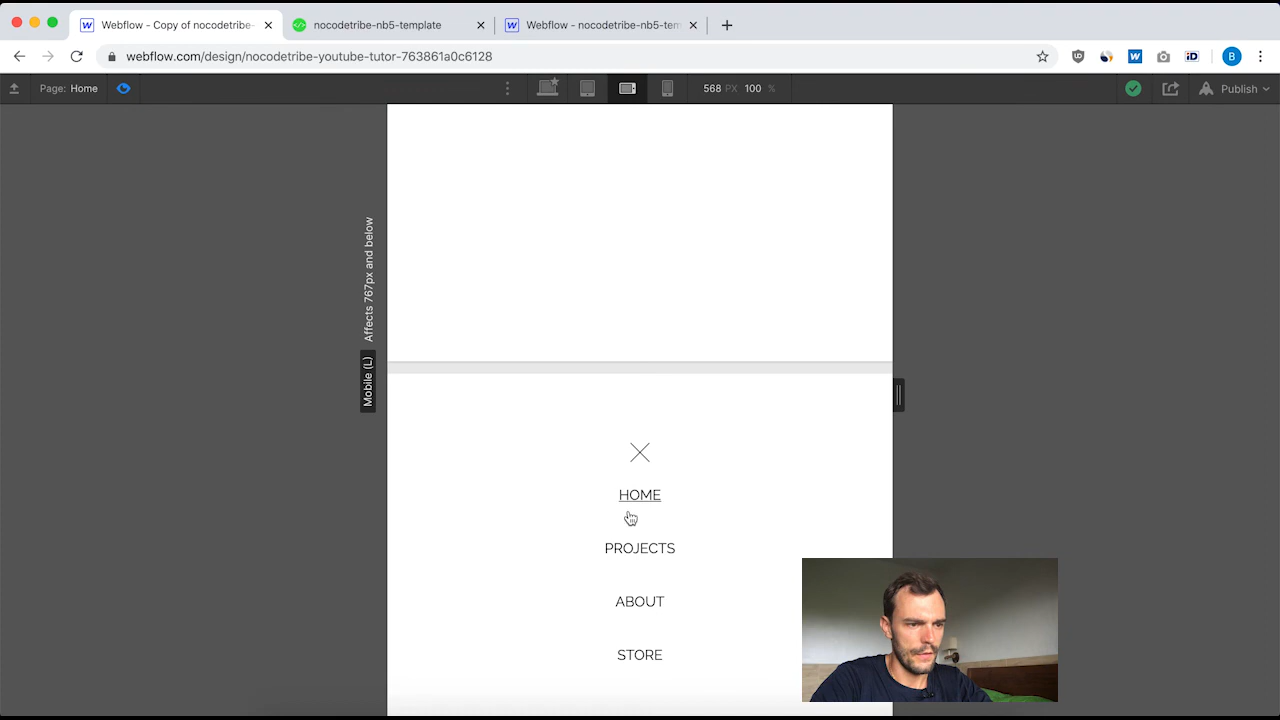 Webflow - Copy of nocodetribe-
nocodetribe-nb5-template
Webflow - nocodetribe-nb5-tem
webflow.com/design/nocodetribe-youtube-tutor-763861a0c6128
W
iD
B
Page: Home
568 PX 100 %
Publish
Affects 767px and below
Mobile (L)
HOME
PROJECTS
ABOUT
STORE